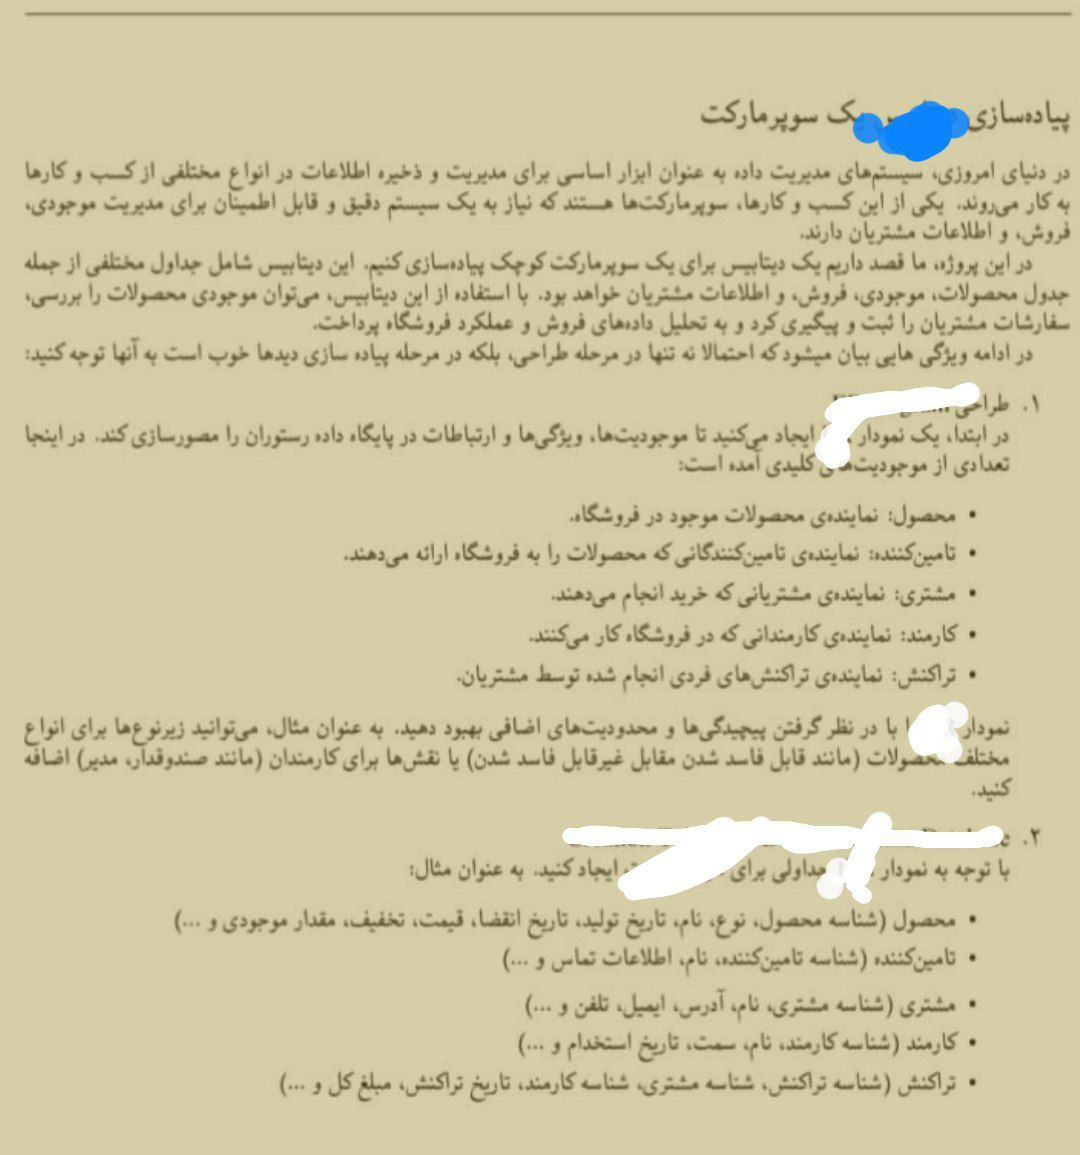 پیاده‌سازی یک سوپرمارکت
در دنیای امروزی، سیستم‌های مدیریت داده به عنوان ابزار اساسی برای مدیریت و ذخیره اطلاعات در انواع مختلفی از کسب و کارها
به کار می‌روند. یکی از این کسب و کارها، سوپرمارکت‌ها هستند که نیاز به یک سیستم دقیق و قابل اطمینان برای مدیریت موجودی،
فروش، و اطلاعات مشتریان دارند.
در این پروژه، ما قصد داریم یک دیتابیس برای یک سوپرمارکت کوچک پیاده‌سازی کنیم. این دیتابیس شامل جداول مختلفی از جمله
جدول محصولات، موجودی، فروش، و اطلاعات مشتریان خواهد بود. با استفاده از این دیتابیس، می‌توان موجودی محصولات را بررسی،
سفارشات مشتریان را ثبت و پیگیری کرد و به تحلیل داده‌های فروش و عملکرد فروشگاه پرداخت.
در ادامه ویژگی هایی بیان میشود که احتمالا نه تنها در مرحله طراحی، بلکه در مرحله پیاده سازی دیدها خوب است به آنها توجه کنید:
۱. طراحی
در ابتدا، یک نمودار ایجاد می‌کنید تا موجودیت‌ها، ویژگی‌ها و ارتباطات در پایگاه داده رستوران را مصورسازی کند. در اینجا
تعدادی از موجودیت‌های کلیدی آمده است:
• محصول: نماینده‌ی محصولات موجود در فروشگاه.
• تامین‌کننده: نماینده‌ی تامین‌کنندگانی که محصولات را به فروشگاه ارائه می‌دهند.
• مشتری: نماینده‌ی مشتریانی که خرید انجام می‌دهند.
• کارمند: نماینده‌ی کارمندانی که در فروشگاه کار می‌کنند.
• تراکنش: نماینده‌ی تراکنش‌های فردی انجام شده توسط مشتریان.
نمودار با در نظر گرفتن پیچیدگی‌ها و محدودیت‌های اضافی بهبود دهید. به عنوان مثال، می‌توانید زیرنوع‌ها برای انواع
مختلف محصولات (مانند قابل فاسد شدن مقابل غیرقابل فاسد شدن) یا نقش‌ها برای کارمندان (مانند صندوقدار، مدیر) اضافه
کنید.
۲.
با توجه به نمودار جداولی برای ایجاد کنید. به عنوان مثال:
• محصول (شناسه محصول، نوع، نام، تاریخ تولید، تاریخ انقضا، قیمت، تخفیف، مقدار موجودی و ...)
• تامین‌کننده (شناسه تامین‌کننده، نام، اطلاعات تماس و ...)
• مشتری (شناسه مشتری، نام، آدرس، ایمیل، تلفن و ...)
• کارمند (شناسه کارمند، نام، سمت، تاریخ استخدام و ...)
• تراکنش (شناسه تراکنش، شناسه مشتری، شناسه کارمند، تاریخ تراکنش، مبلغ کل و ...)